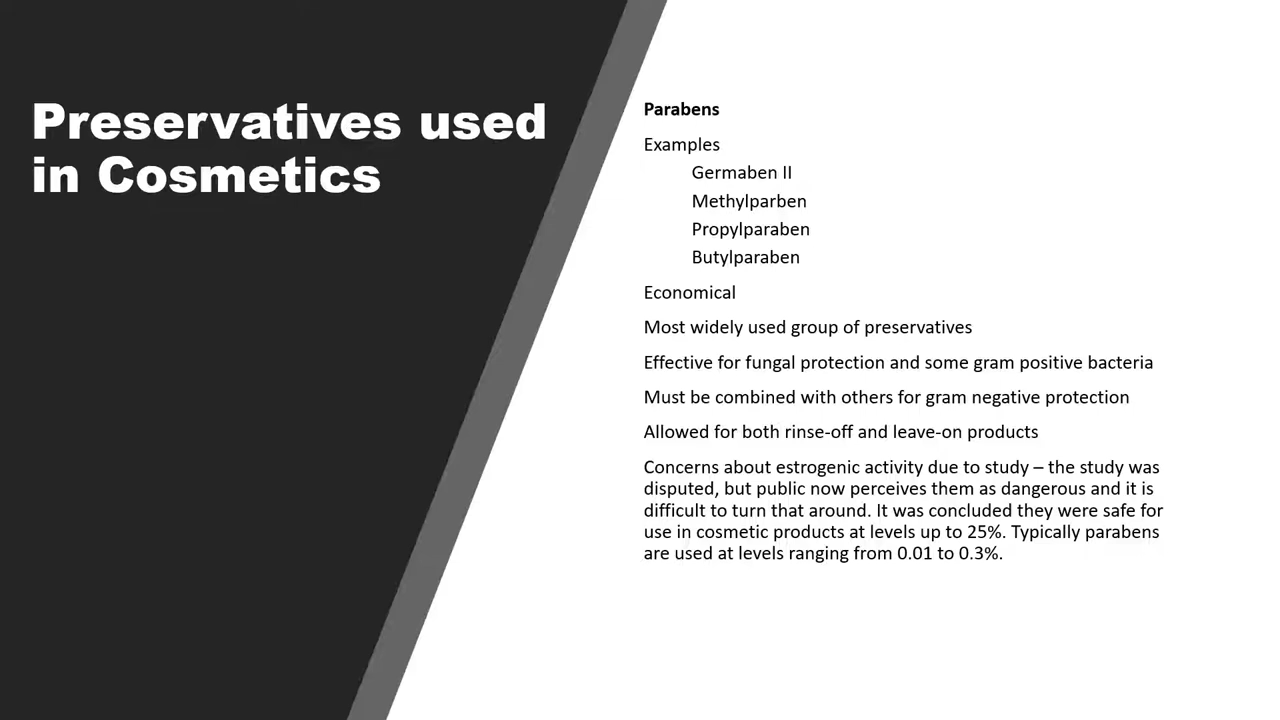 Preservatives used
in Cosmetics
Parabens
Examples
Germaben II
Methylparben
Propylparaben
Butylparaben
Economical
Most widely used group of preservatives
Effective for fungal protection and some gram positive bacteria
Must be combined with others for gram negative protection
Allowed for both rinse-off and leave-on products
Concerns about estrogenic activity due to study – the study was
disputed, but public now perceives them as dangerous and it is
difficult to turn that around. It was concluded they were safe for
use in cosmetic products at levels up to 25%. Typically parabens
are used at levels ranging from 0.01 to 0.3%.